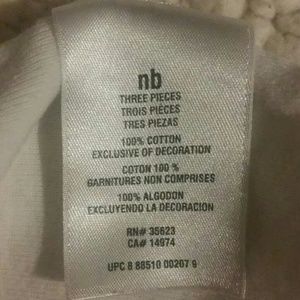 nb
THREE PIECES
TROIS PIÈCES
TRES PIEZAS
100% COTTON
EXCLUSIVE OF DECORATION
COTON 100 %
GARNITURES NON COMPRISES
100% ALGODON
EXCLUYENDO LA DECORACION
RN# 35623
CA# 14974
UPC 8 88510 00207 9